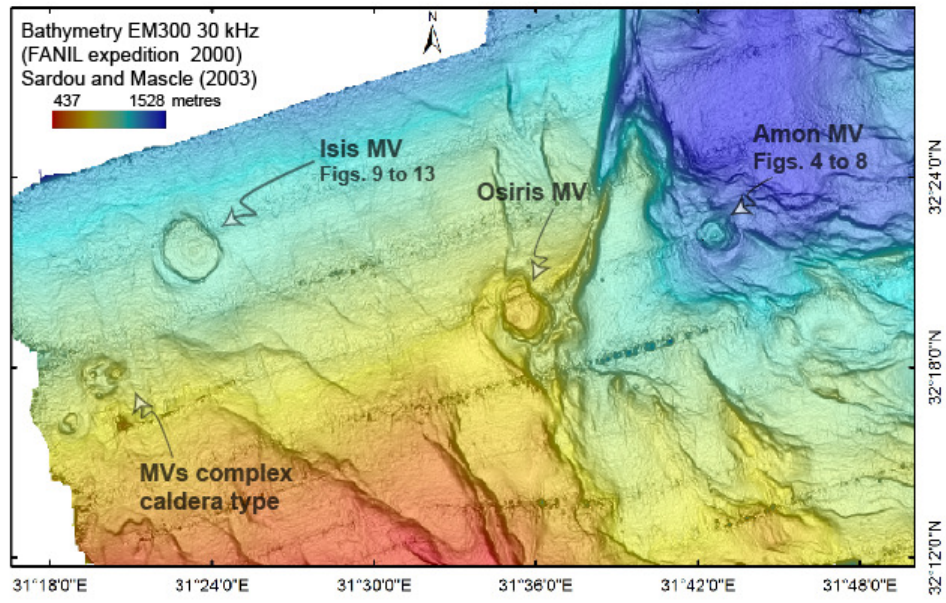 Bathymetry EM300 30 kHz
(FANIL expedition 2000)
Sardou and Mascle (2003)
437 1528 metres
N
Isis MV
Figs. 9 to 13
Osiris MV
Amon MV
Figs. 4 to 8
MVs complex
caldera type
32°24'0"N
32°18'0"N
32°12'0"N
31°18'0"E 31°24'0"E 31°30'0"E 31°36'0"E 31°42'0"E 31°48'0"E